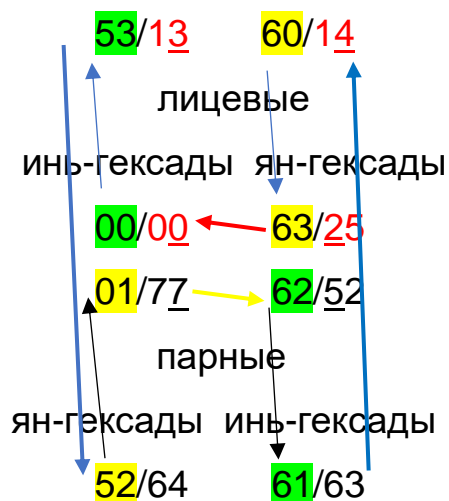 53/13 60/14
лицевые
инь-гексады ян-гексады
00/00 63/25
01/77 62/52
парные
ян-гексады инь-гексады
52/64 61/63